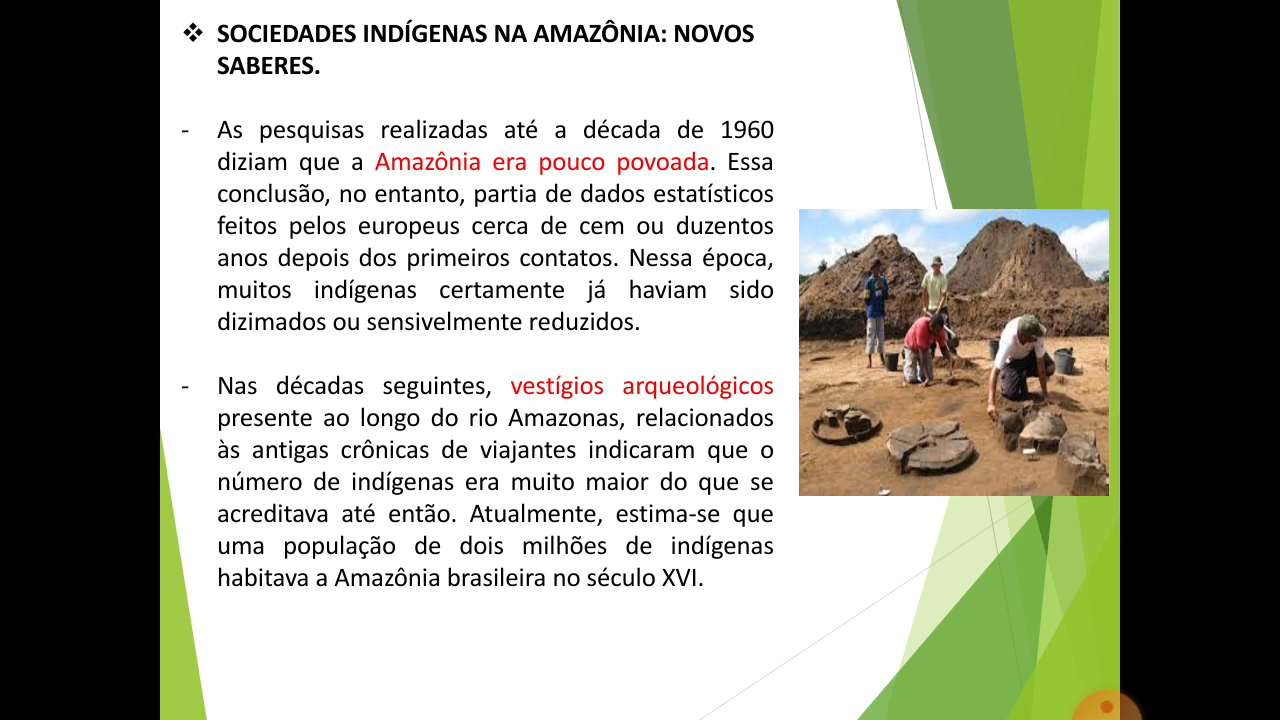 ❖ SOCIEDADES INDÍGENAS NA AMAZÔNIA: NOVOS
SABERES.
- As pesquisas realizadas até a década de 1960
diziam que a Amazônia era pouco povoada. Essa
conclusão, no entanto, partia de dados estatísticos
feitos pelos europeus cerca de cem ou duzentos
anos depois dos primeiros contatos. Nessa época,
muitos indígenas certamente já haviam sido
dizimados ou sensivelmente reduzidos.
- Nas décadas seguintes, vestígios arqueológicos
presente ao longo do rio Amazonas, relacionados
às antigas crônicas de viajantes indicaram que o
número de indígenas era muito maior do que se
acreditava até então. Atualmente, estima-se que
uma população de dois milhões de indígenas
habitava a Amazônia brasileira no século XVI.